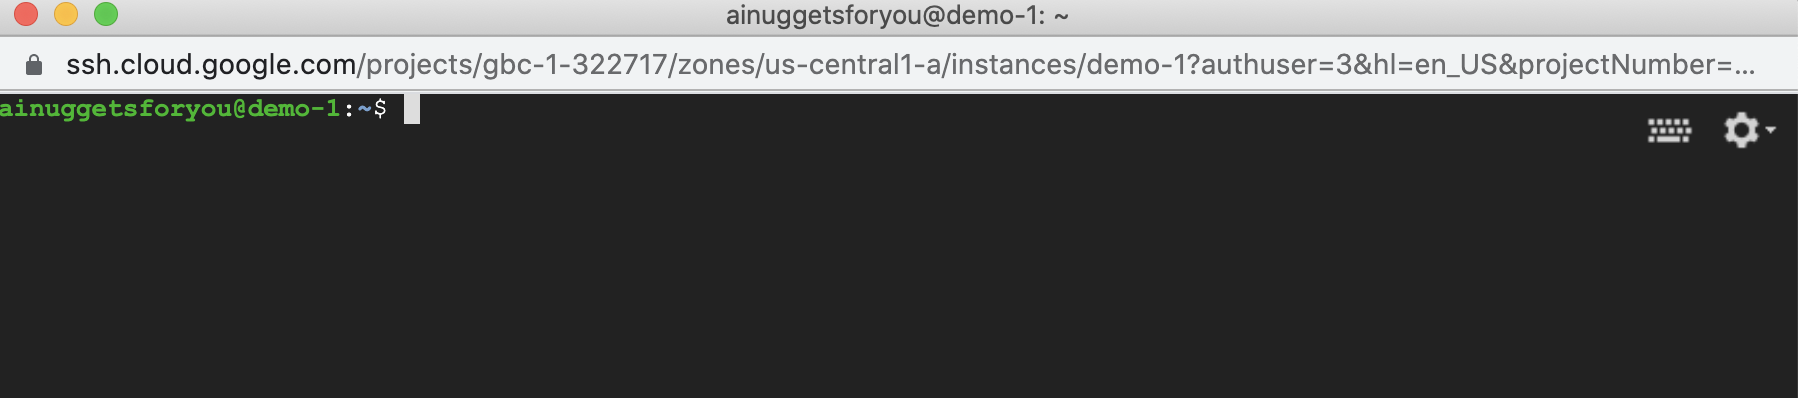 ainuggetsforyou@demo-1: ~
ssh.cloud.google.com/projects/gbc-1-322717/zones/us-central1-a/instances/demo-1?authuser=3&hl=en_US&projectNumber=...
ainuggetsforyou@demo-1:~$